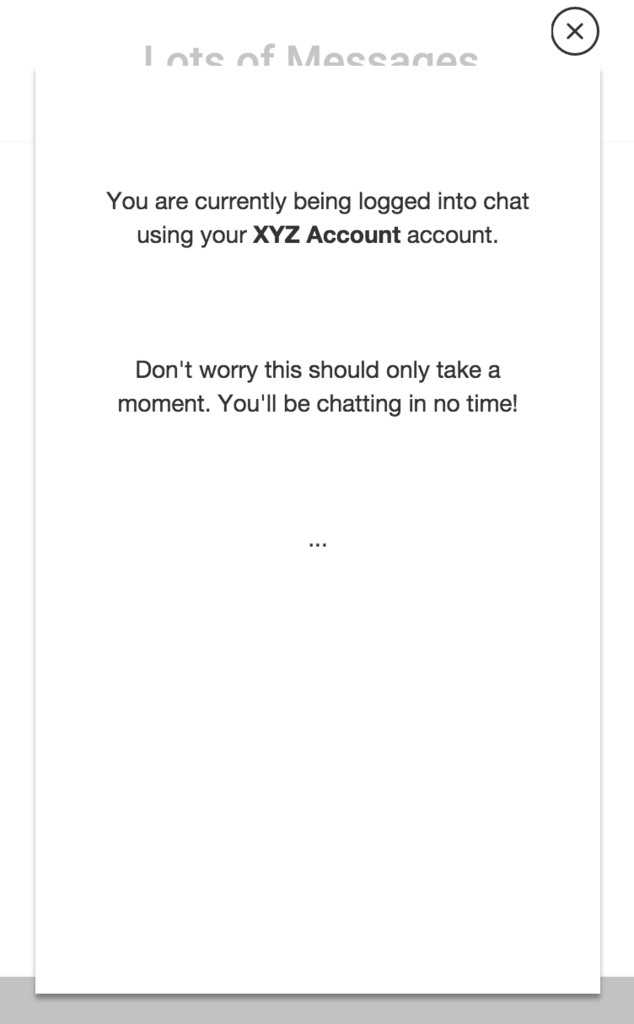 Lots of Messages
You are currently being logged into chat
using your XYZ Account account.
Don't worry this should only take a
moment. You'll be chatting in no time!
...